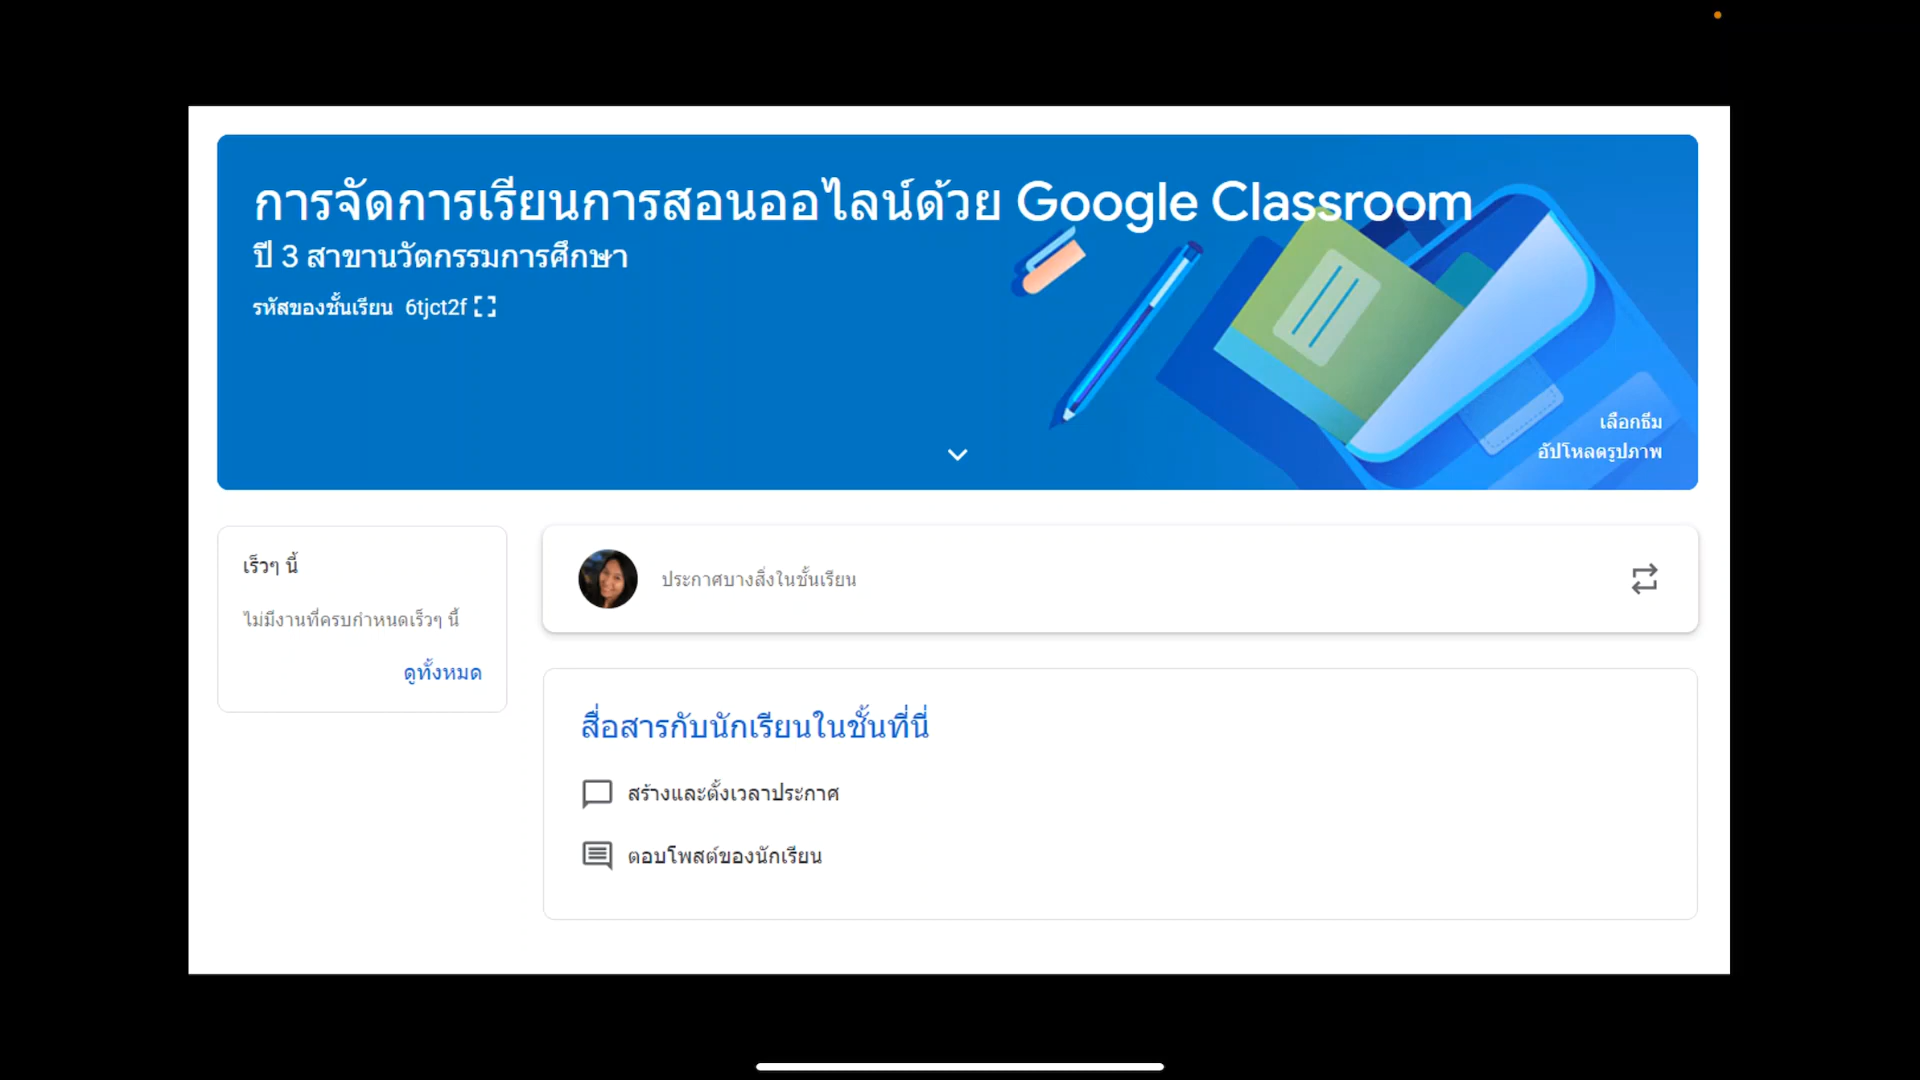 การจัดการเรียนการสอนออไลน์ด้วย Google Classroom
ปี 3 สาขานวัตกรรมการศึกษา
รหัสของชั้นเรียน 6tjct2f
เลือกธีม
อัปโหลดรูปภาพ
เร็วๆ นี้
ไม่มีงานที่ครบกำหนดเร็วๆ นี้
ดูทั้งหมด
ประกาศบางสิ่งในชั้นเรียน
สื่อสารกับนักเรียนในชั้นที่นี่
สร้างและตั้งเวลาประกาศ
ตอบโพสต์ของนักเรียน